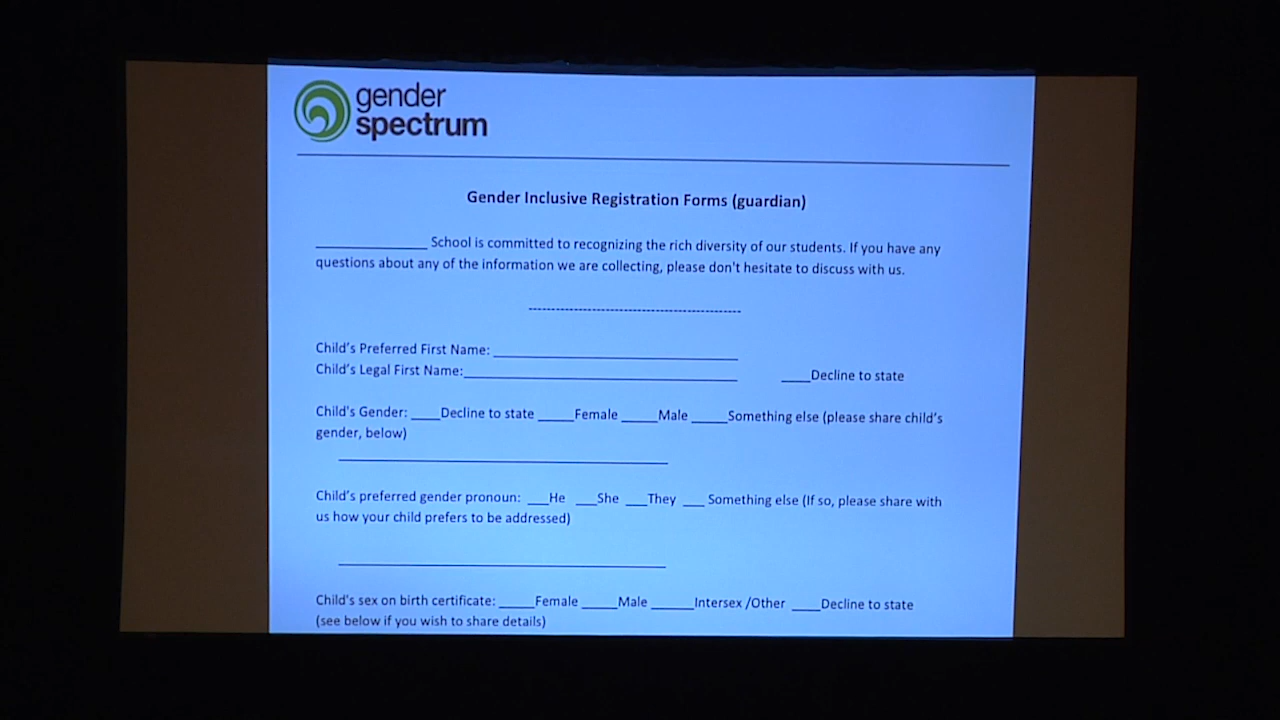 gender
spectrum
Gender Inclusive Registration Forms (guardian)
____________ School is committed to recognizing the rich diversity of our students. If you have any
questions about any of the information we are collecting, please don't hesitate to discuss with us.
-----------------------------------------------
Child's Preferred First Name: ______________________________
Child's Legal First Name:__________________________________ ____Decline to state
Child's Gender: ____Decline to state _____Female _____Male _____Something else (please share child's
gender, below)
____________________________________
Child's preferred gender pronoun: ___He ___She ___They ___ Something else (If so, please share with
us how your child prefers to be addressed)
____________________________________
Child's sex on birth certificate: _____Female _____Male ______Intersex /Other ____Decline to state
(see below if you wish to share details)